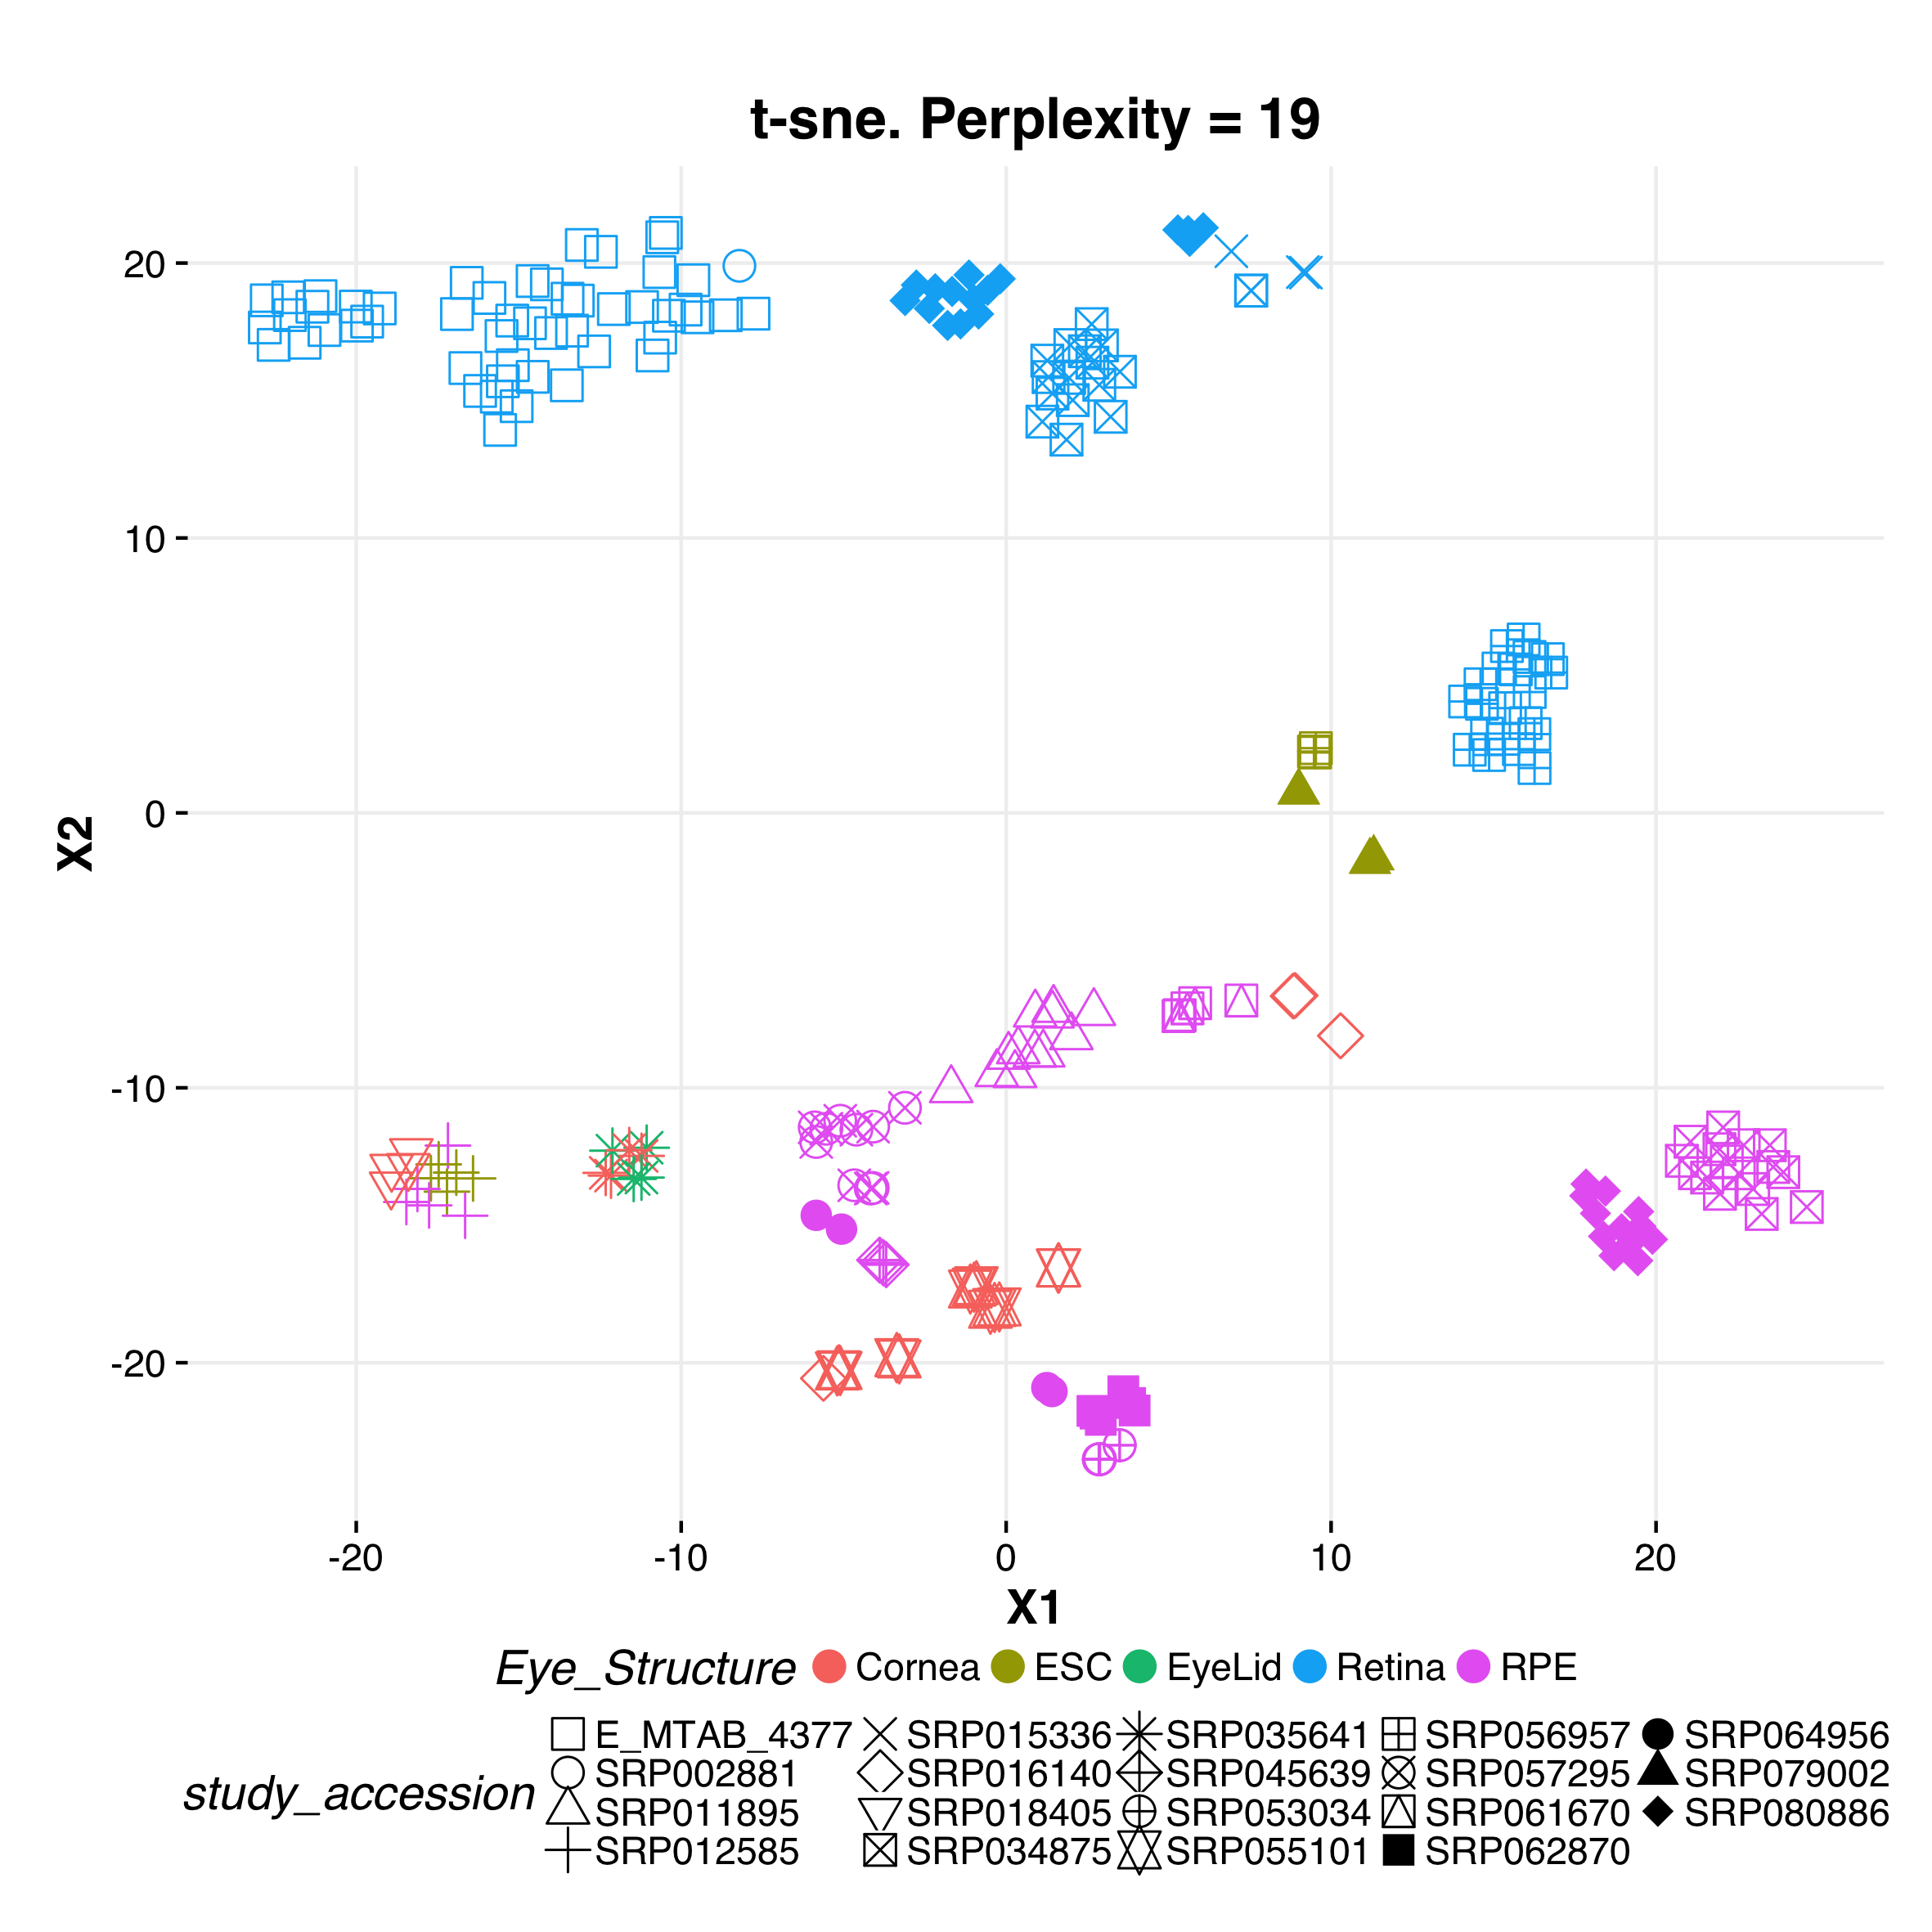 t-sne. Perplexity = 19
20
10
0
-10
-20
X2
-20 -10 0 10 20
X1
Eye_Structure Cornea ESC EyeLid Retina RPE
study_accession
E_MTAB_4377 SRP015336 SRP035641 SRP056957 SRP064956
SRP002881 SRP016140 SRP045639 SRP057295 SRP079002
SRP011895 SRP018405 SRP053034 SRP061670 SRP080886
SRP012585 SRP034875 SRP055101 SRP062870